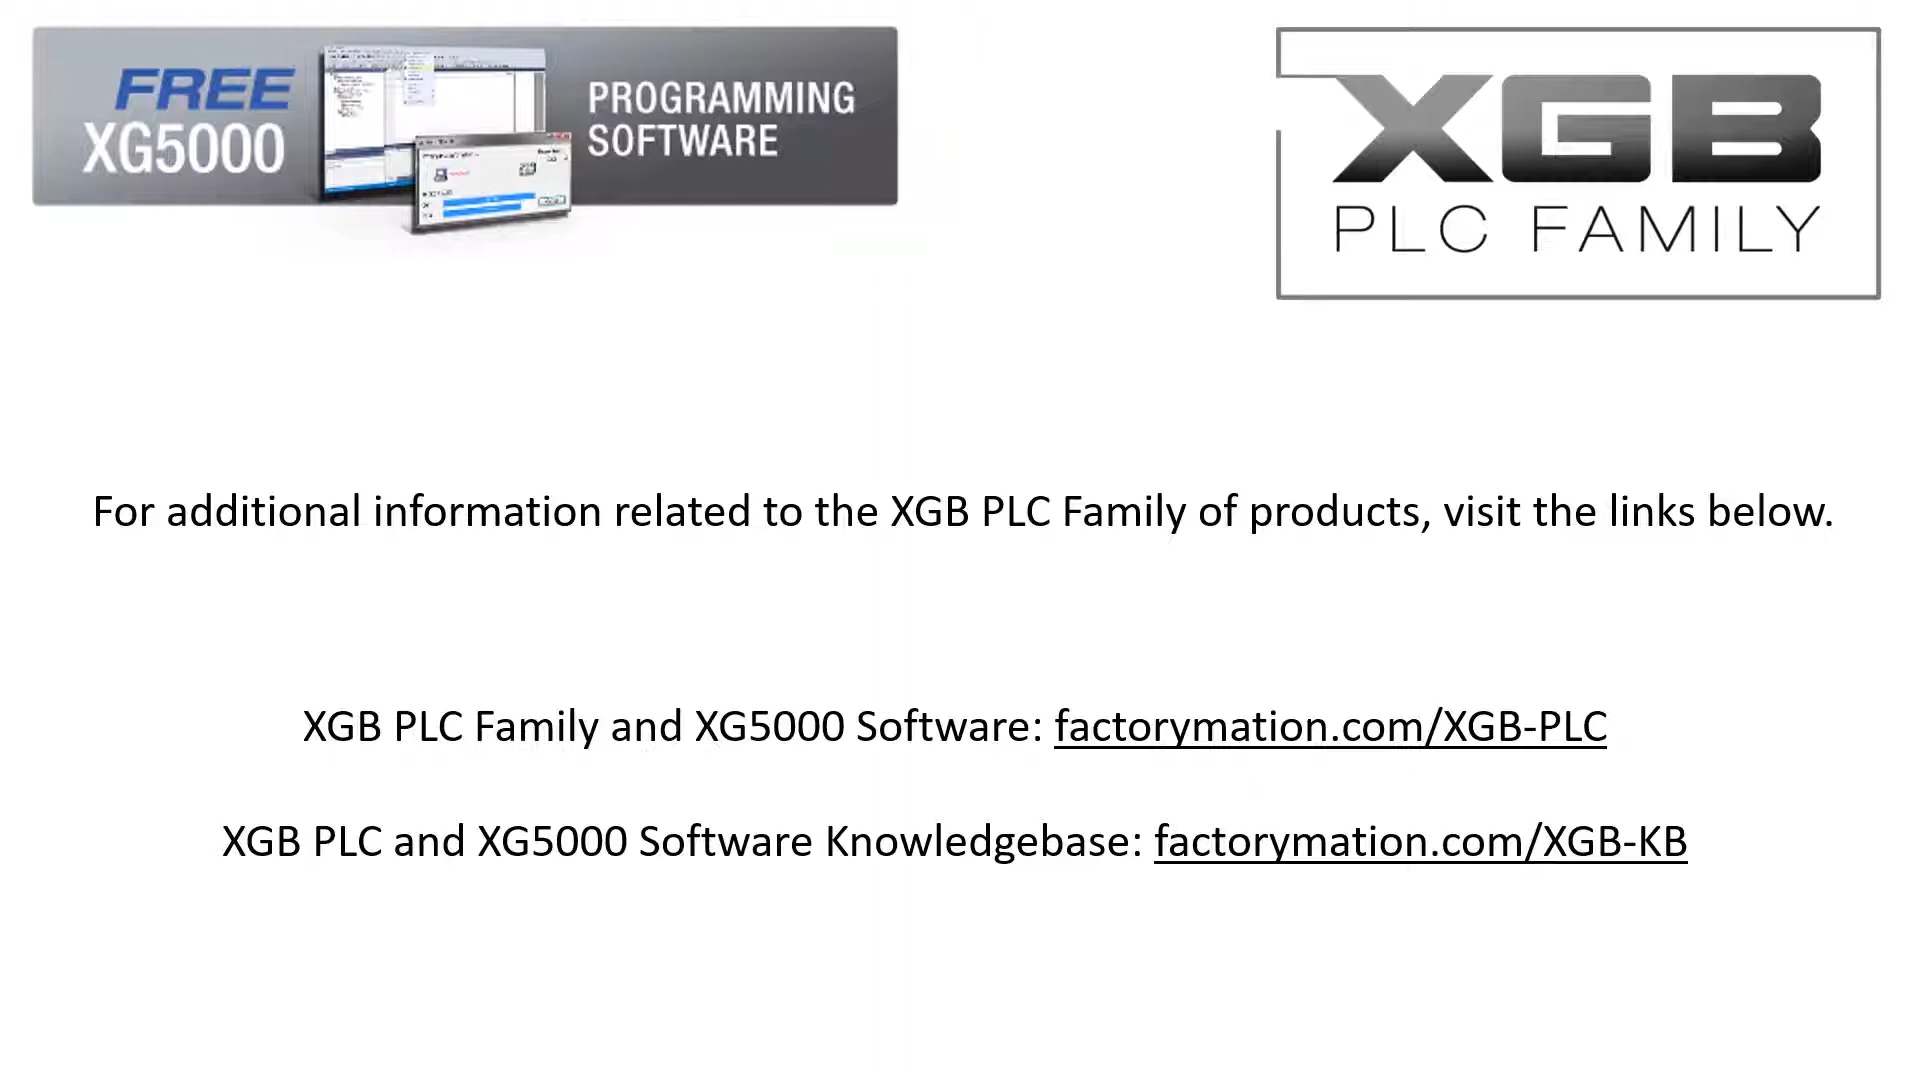 FREE
XG5000
PROGRAMMING
SOFTWARE
XGB
PLC FAMILY
For additional information related to the XGB PLC Family of products, visit the links below.
XGB PLC Family and XG5000 Software: factorymation.com/XGB-PLC
XGB PLC and XG5000 Software Knowledgebase: factorymation.com/XGB-KB